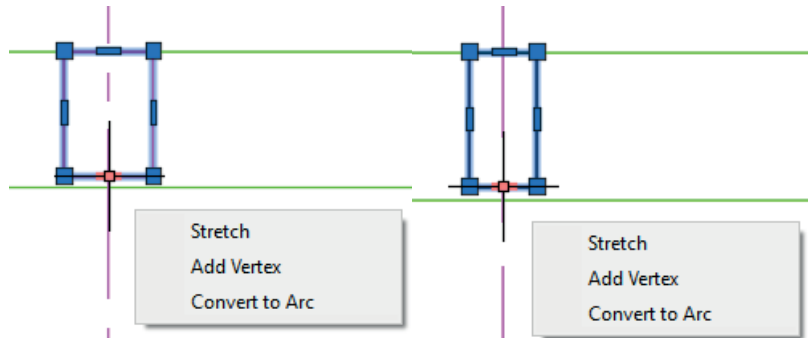 Stretch
Add Vertex
Convert to Arc
Stretch
Add Vertex
Convert to Arc